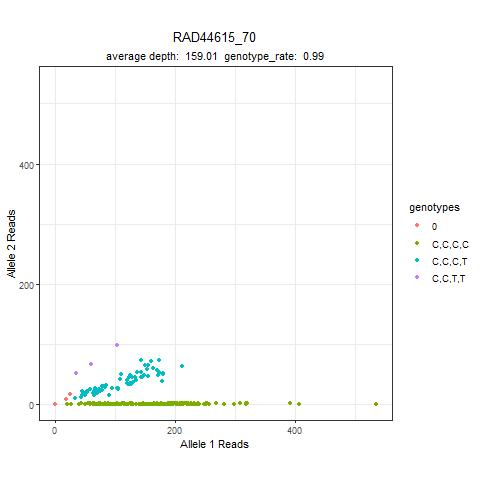 RAD44615_70
average depth:  159.01  genotype_rate:  0.99
400
200
0
0
200
400
Allele 2 Reads
Allele 1 Reads
genotypes
0
C,C,C,C
C,C,C,T
C,C,T,T